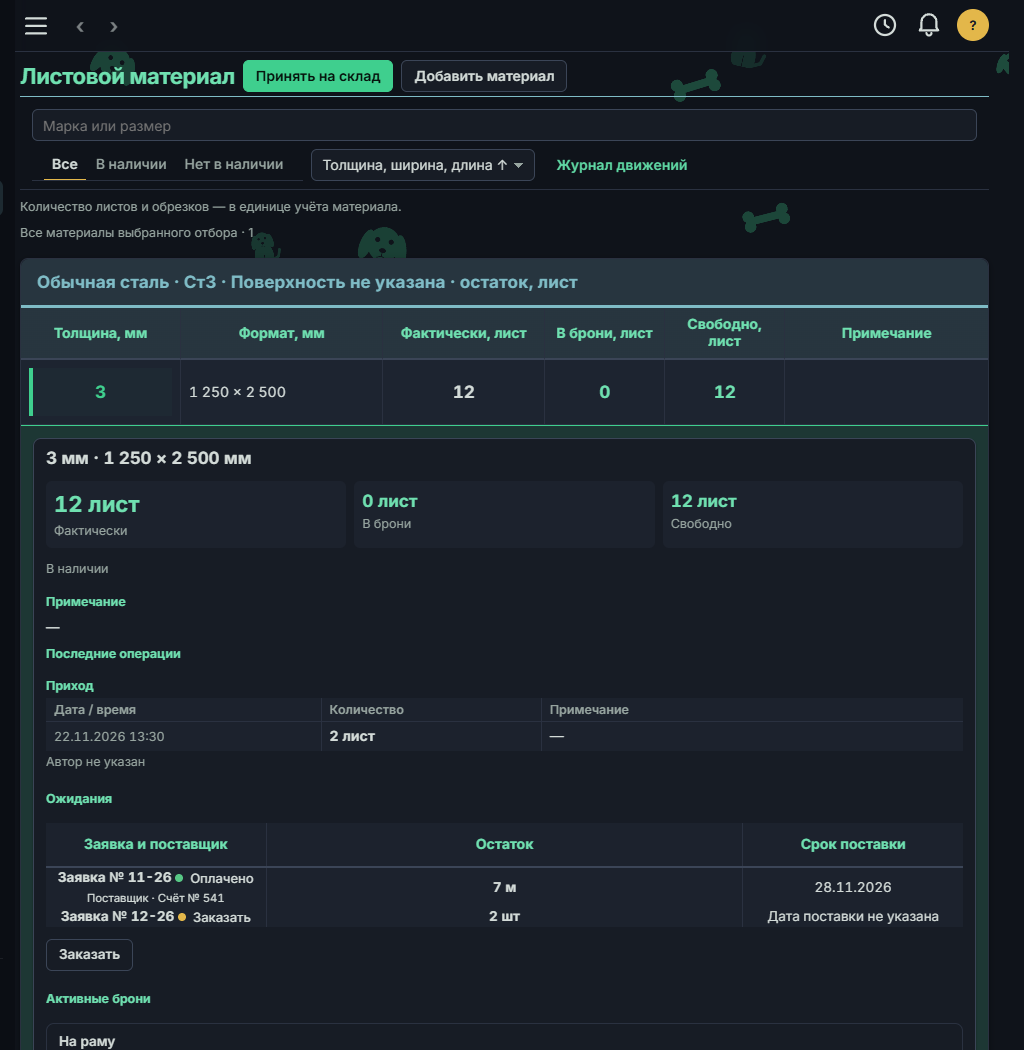 ?
Листовой материал Принять на склад Добавить материал
Марка или размер
Все В наличии Нет в наличии Толщина, ширина, длина ↑ Журнал движений
Количество листов и обрезков — в единице учёта материала.
Все материалы выбранного отбора · 1
Обычная сталь · Ст3 · Поверхность не указана · остаток, лист
Толщина, мм Формат, мм Фактически, лист В брони, лист Свободно, лист Примечание
3 1 250 × 2 500 12 0 12
3 мм · 1 250 × 2 500 мм
12 лист 0 лист 12 лист
Фактически В брони Свободно
В наличии
Примечание
—
Последние операции
Приход
Дата / время Количество Примечание
22.11.2026 13:30 2 лист —
Автор не указан
Ожидания
Заявка и поставщик Остаток Срок поставки
Заявка № 11-26 Оплачено 7 м 28.11.2026
Поставщик · Счёт № 541
Заявка № 12-26 Заказать 2 шт Дата поставки не указана
Заказать
Активные брони
На раму